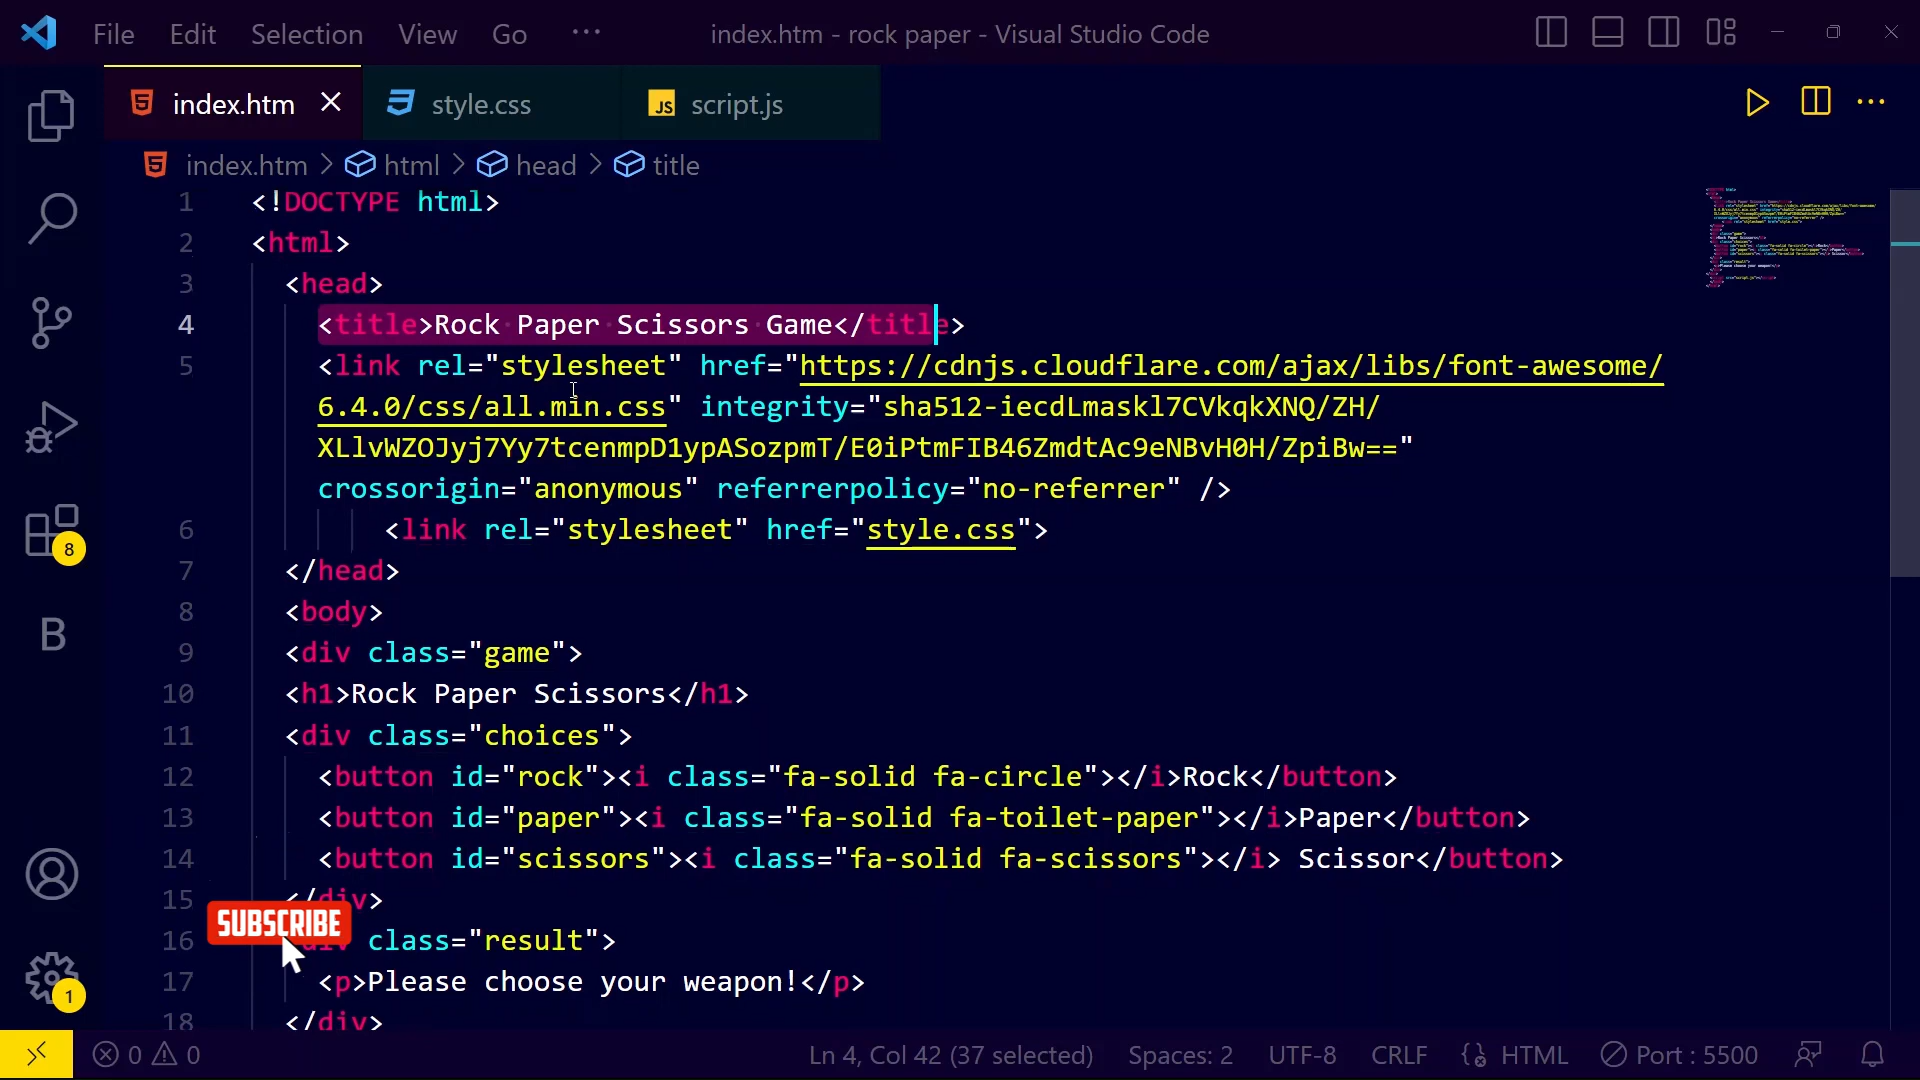 File Edit Selection View Go ··· index.htm - rock paper - Visual Studio Code
index.htm style.css JS script.js
index.htm > html > head > title
1 <!DOCTYPE html>
2 <html>
3 <head>
4 <title>Rock·Paper·Scissors·Game</title>
5 <link rel="stylesheet" href="https://cdnjs.cloudflare.com/ajax/libs/font-awesome/
6.4.0/css/all.min.css" integrity="sha512-iecdLmaskl7CVkqkXNQ/ZH/
XLlvWZOJyj7Yy7tcenmpD1ypASozpmT/E0iPtmFIB46ZmdtAc9eNBvH0H/ZpiBw=="
crossorigin="anonymous" referrerpolicy="no-referrer" />
6 <link rel="stylesheet" href="style.css">
7 </head>
8 <body>
9 <div class="game">
10 <h1>Rock Paper Scissors</h1>
11 <div class="choices">
12 <button id="rock"><i class="fa-solid fa-circle"></i>Rock</button>
13 <button id="paper"><i class="fa-solid fa-toilet-paper"></i>Paper</button>
14 <button id="scissors"><i class="fa-solid fa-scissors"></i> Scissor</button>
15 </div>
SUBSCRIBE
16 <div class="result">
17 <p>Please choose your weapon!</p>
18 </div>
8
B
1
0 0 Ln 4, Col 42 (37 selected) Spaces: 2 UTF-8 CRLF HTML Port : 5500